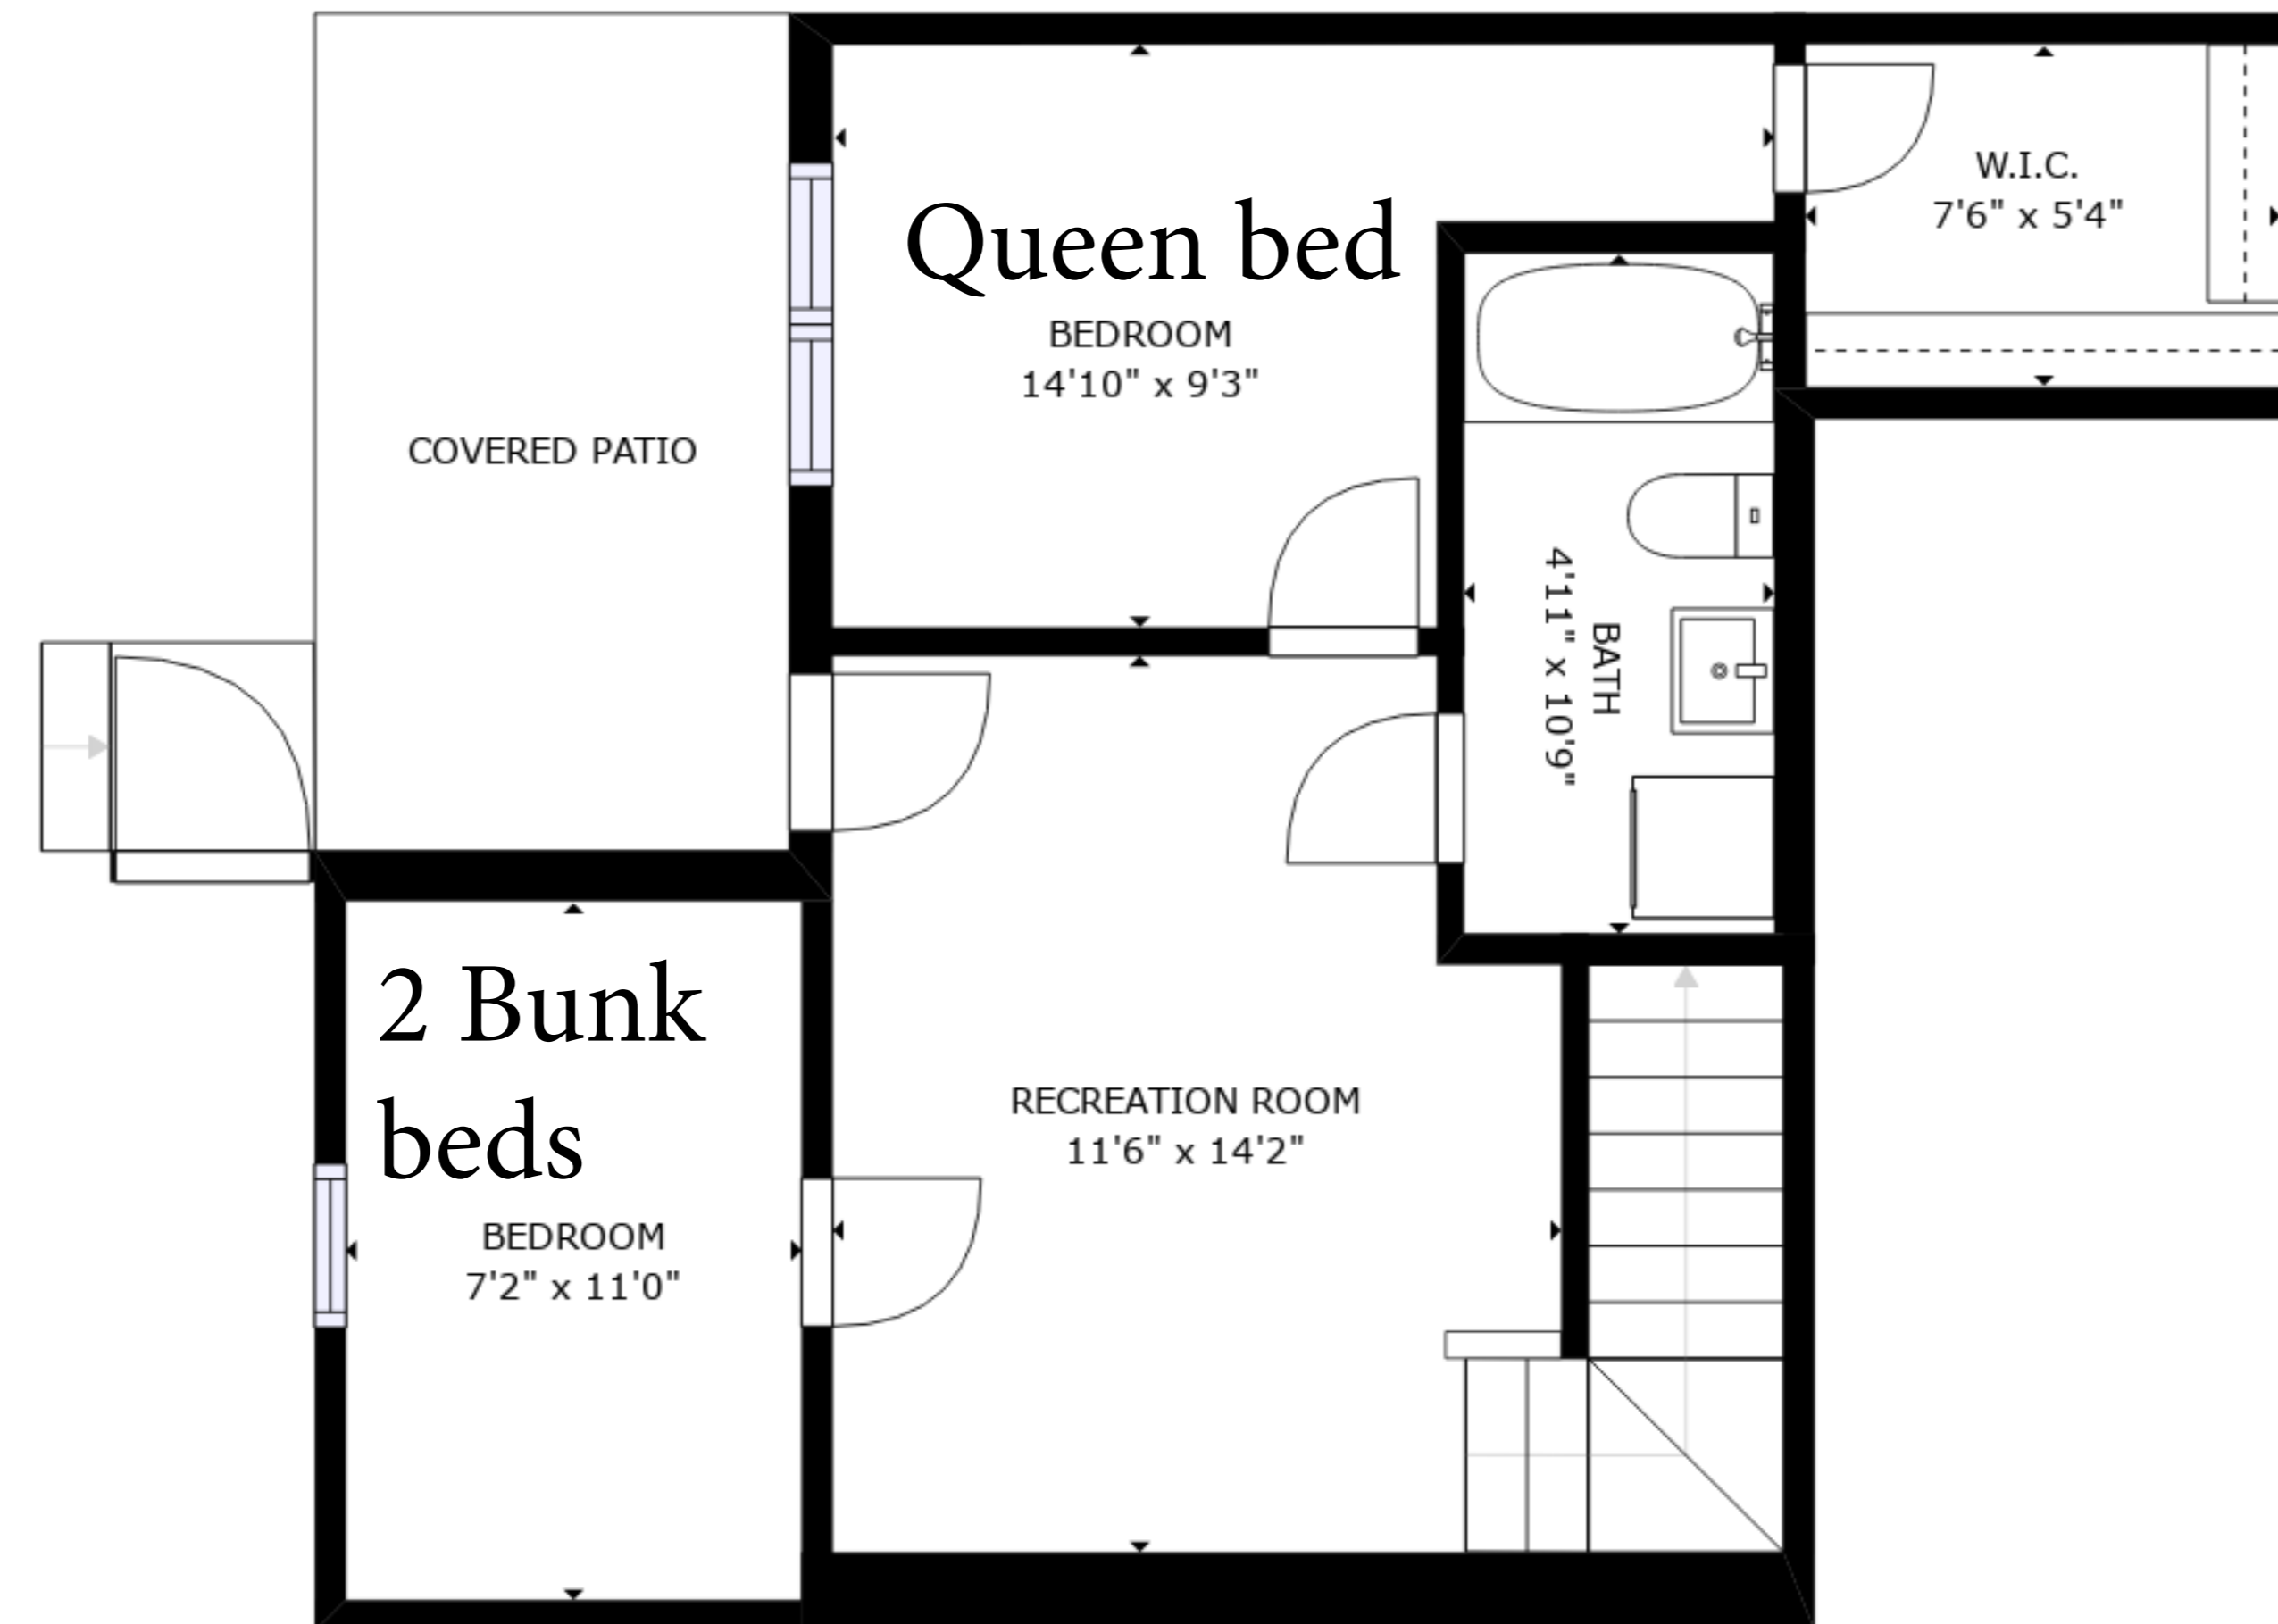 W.I.C.
7'6" x 5'4"
Queen bed
BEDROOM
14'10" x 9'3"
COVERED PATIO
BATH
4'11" x 10'9"
2 Bunk
beds
BEDROOM
7'2" x 11'0"
RECREATION ROOM
11'6" x 14'2"